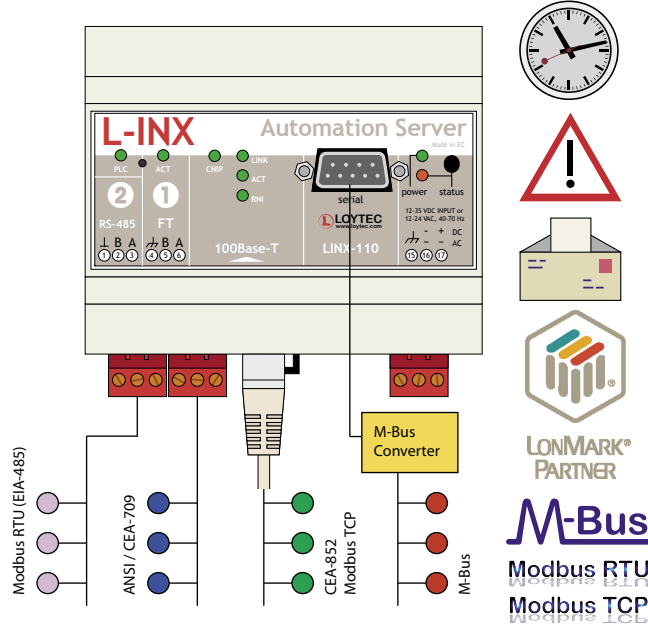 L-INX
Automation Server
Made in EC
PLC
ACT
CNIP
LINK
ACT
RNI
serial
power
status
2
1
RS-485
FT
100Base-T
LOYTEC
www.loytec.com
LINX-110
12-35 VDC INPUT or
12-24 VAC, 40-70 Hz
- + DC
~ ~ AC
⊥ B A
B A
1 2 3
4 5 6
15 16 17
M-Bus
Converter
Modbus RTU (EIA-485)
ANSI / CEA-709
CEA-852
Modbus TCP
M-Bus
!
LONMARK®
PARTNER
M-Bus
Modbus RTU
Modbus TCP